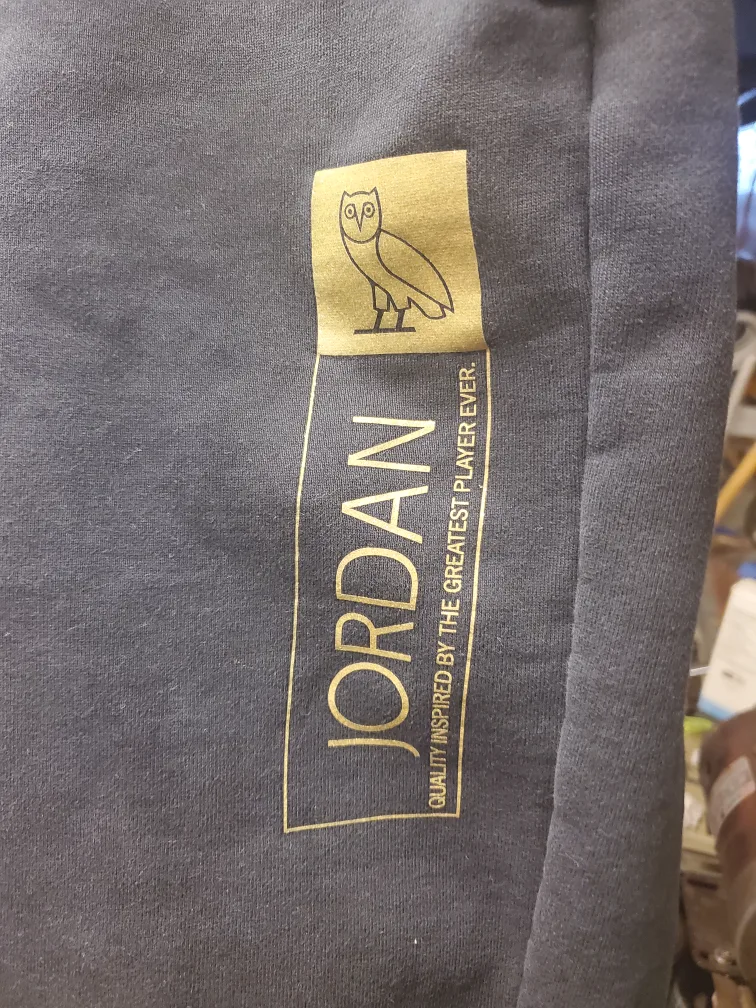 JORDAN
QUALITY INSPIRED BY THE GREATEST PLAYER EVER.